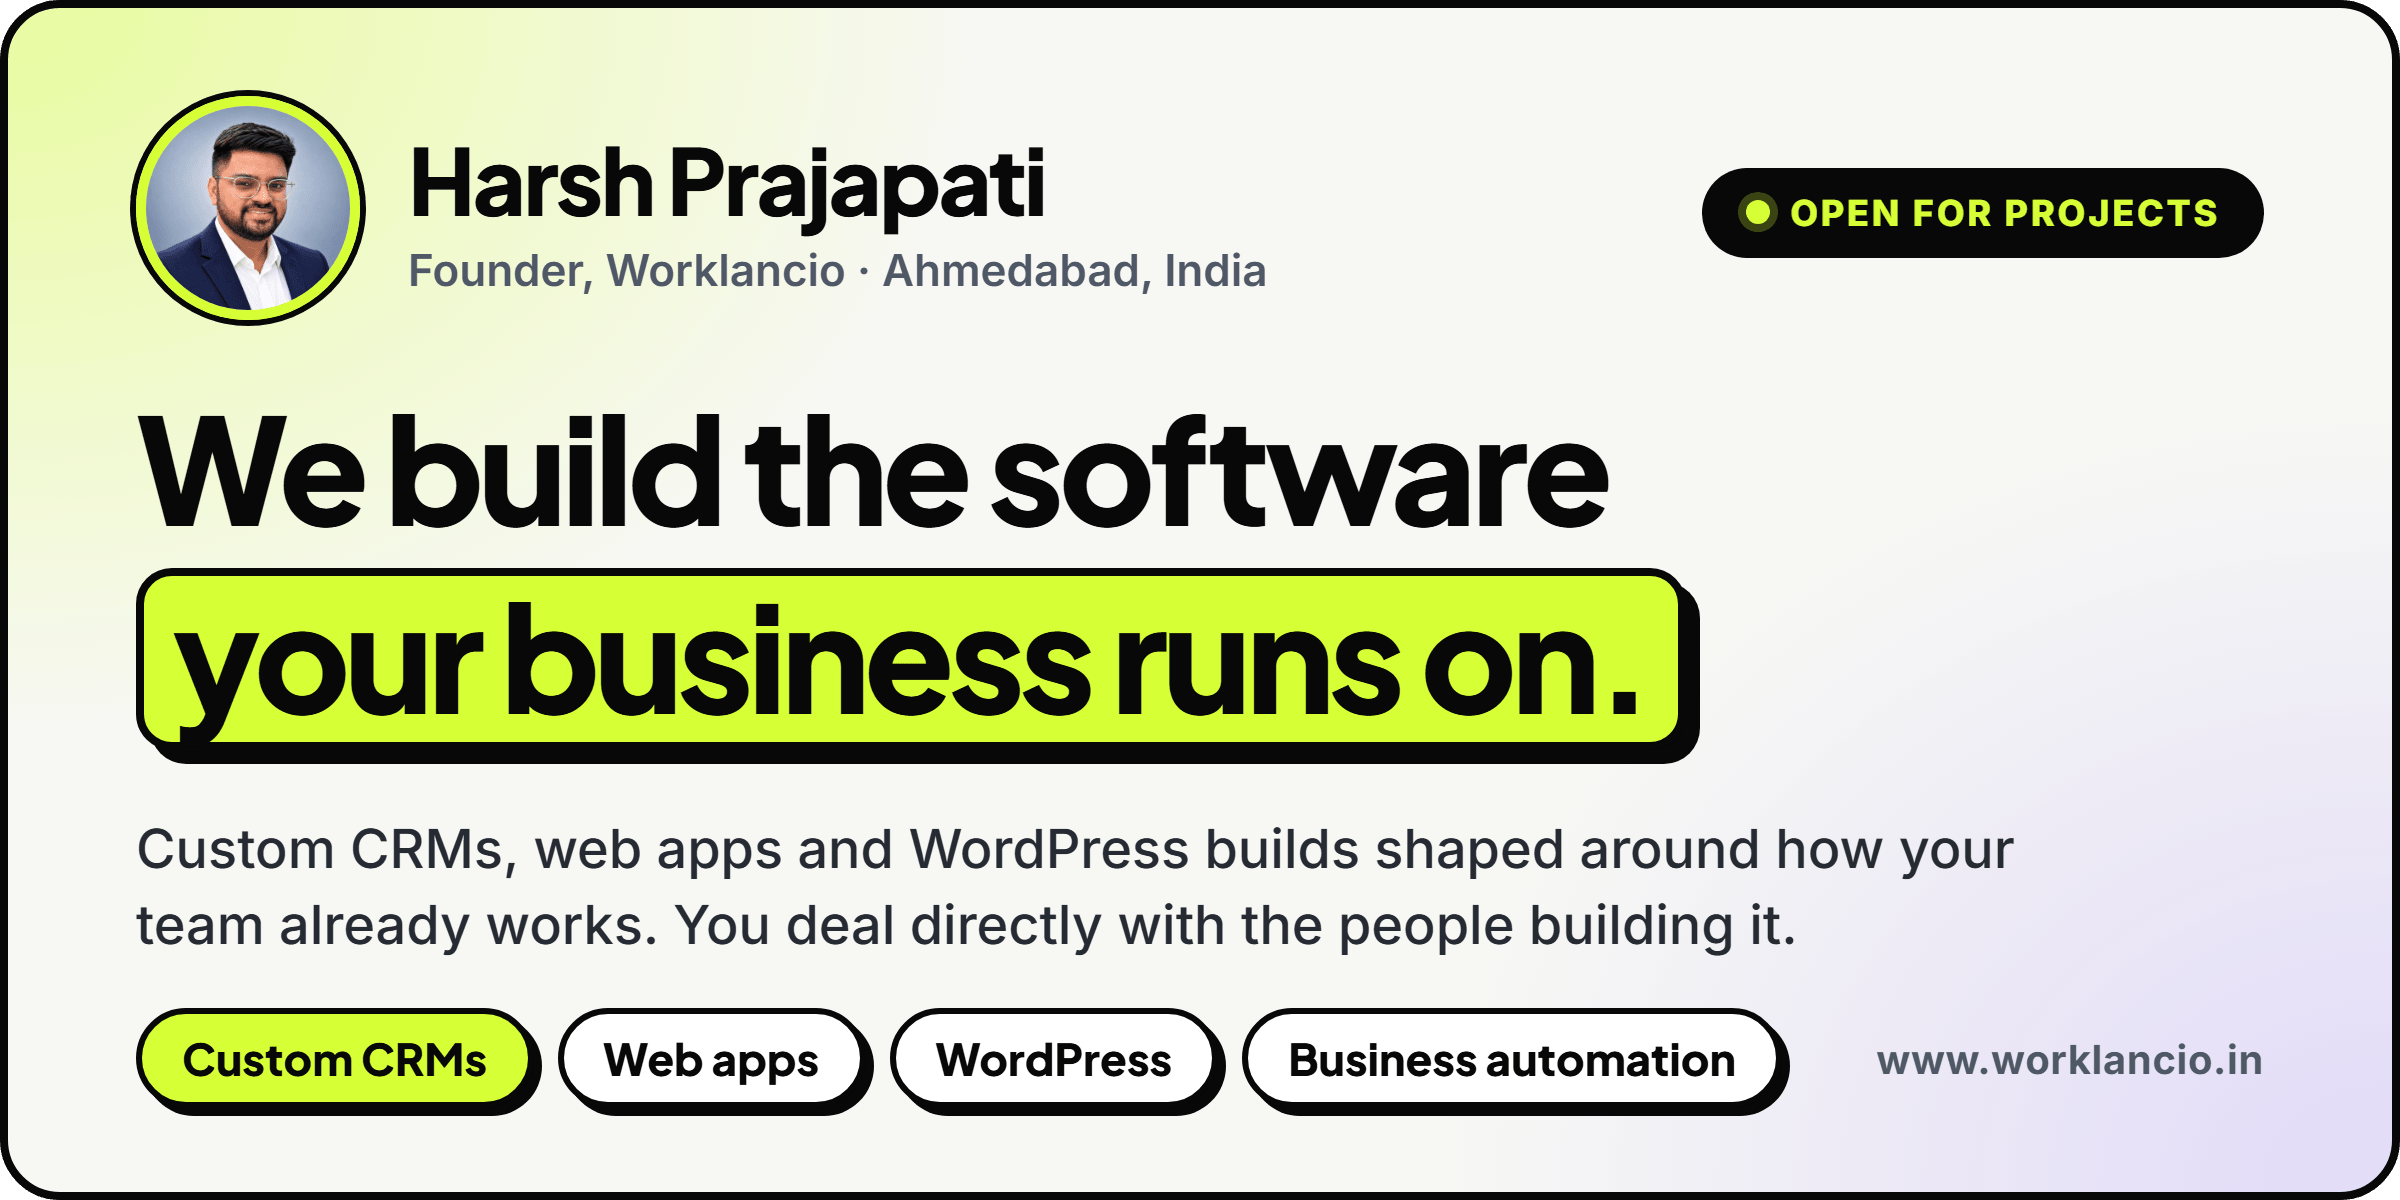 Harsh Prajapati
Founder, Worklancio · Ahmedabad, India
OPEN FOR PROJECTS
We build the software
your business runs on.
Custom CRMs, web apps and WordPress builds shaped around how your
team already works. You deal directly with the people building it.
Custom CRMs
Web apps
WordPress
Business automation
www.worklancio.in